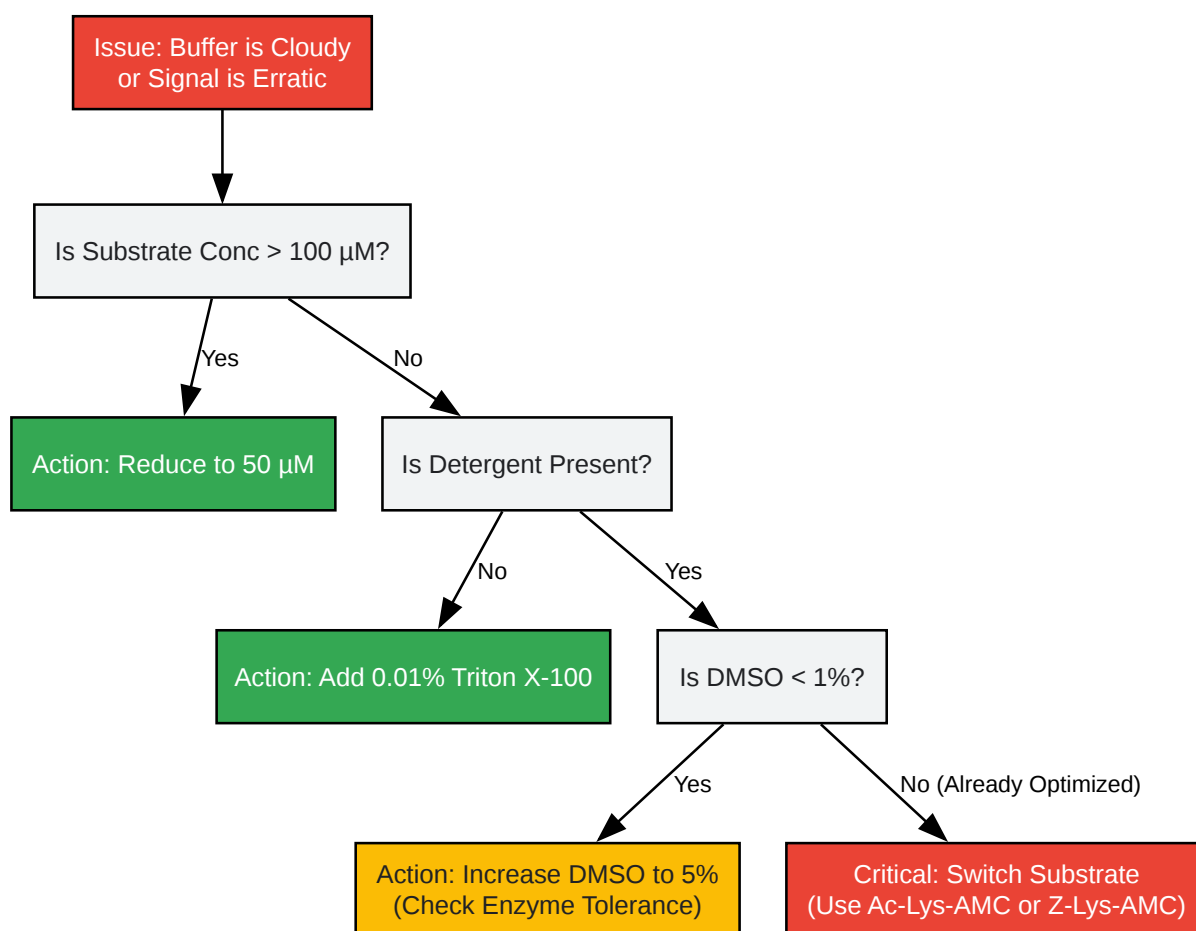 Issue: Buffer is Cloudy
or Signal is Erratic
Is Substrate Conc > 100 µM?
Yes
No
Action: Reduce to 50 µM
Is Detergent Present?
No
Yes
Action: Add 0.01% Triton X-100
Is DMSO < 1%?
Yes
No (Already Optimized)
Action: Increase DMSO to 5%
(Check Enzyme Tolerance)
Critical: Switch Substrate
(Use Ac-Lys-AMC or Z-Lys-AMC)